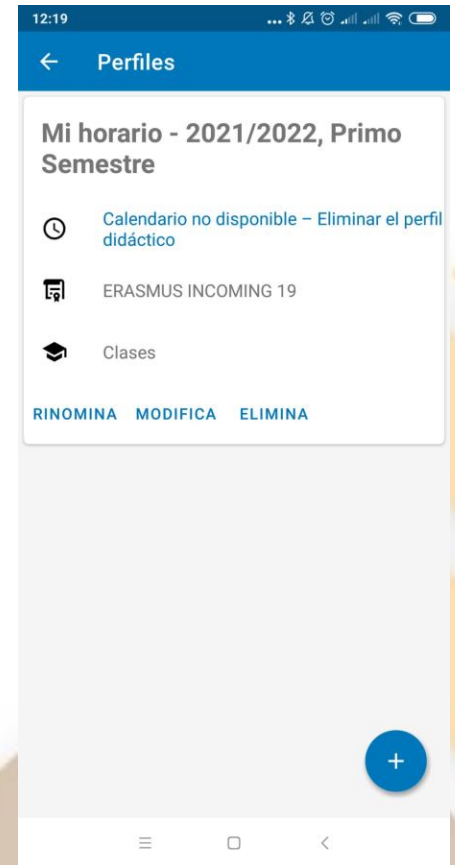 12:19
Perfiles
Mi horario - 2021/2022, Primo
Semestre
Calendario no disponible – Eliminar el perfil
didáctico
ERASMUS INCOMING 19
Clases
RINOMINA MODIFICA ELIMINA
+